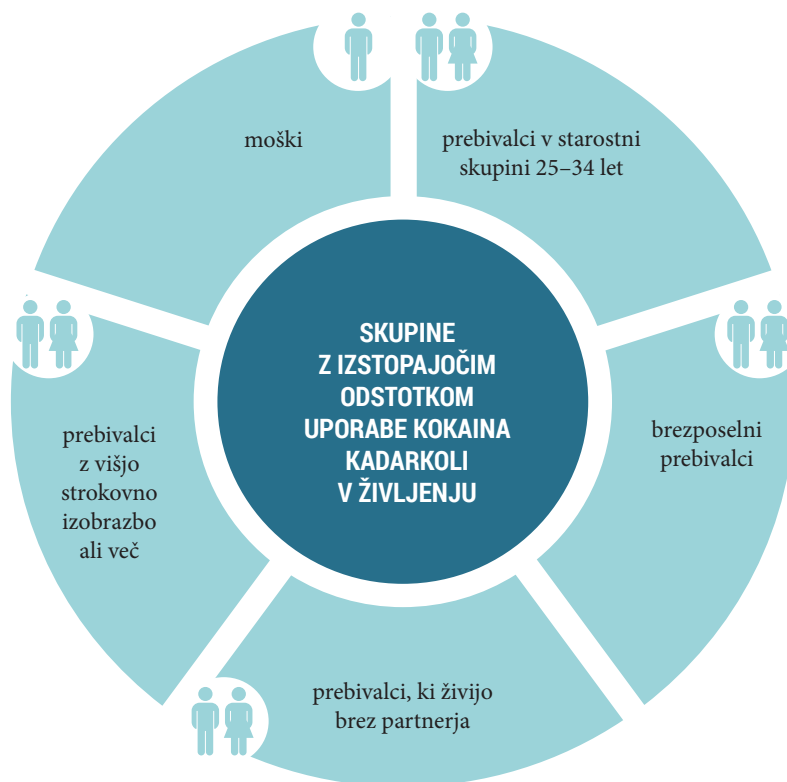 SKUPINE
Z IZSTOPAJOČIM
ODSTOTKOM
UPORABE KOKAINA
KADARKOLI
V ŽIVLJENJU
moški
prebivalci v starostni
skupini 25–34 let
brezposelni
prebivalci
prebivalci, ki živijo
brez partnerja
prebivalci
z višjo
strokovno
izobrazbo
ali več